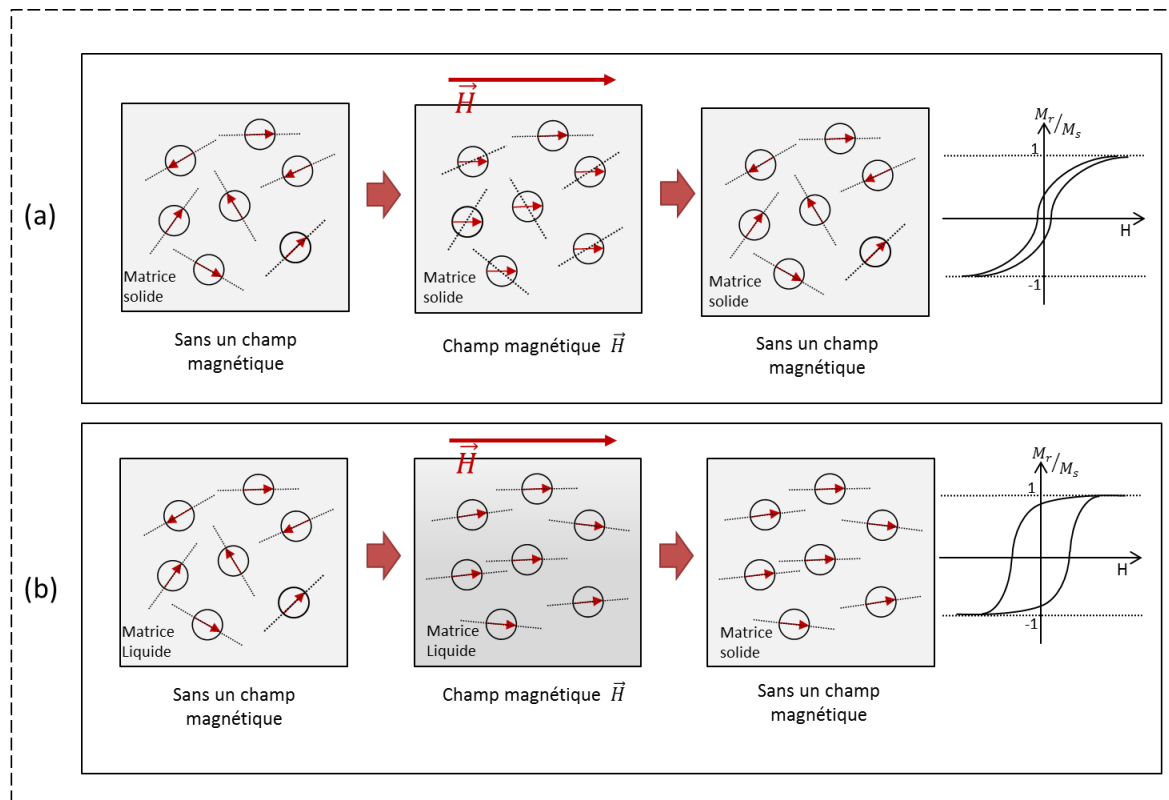 (a)
Matrice
solide
Sans un champ
magnétique
H
Matrice
solide
Champ magnétique H
Matrice
solide
Sans un champ
magnétique
Mr/Ms
1
H
-1
(b)
Matrice
Liquide
Sans un champ
magnétique
H
Matrice
Liquide
Champ magnétique H
Matrice
solide
Sans un champ
magnétique
Mr/Ms
1
H
-1